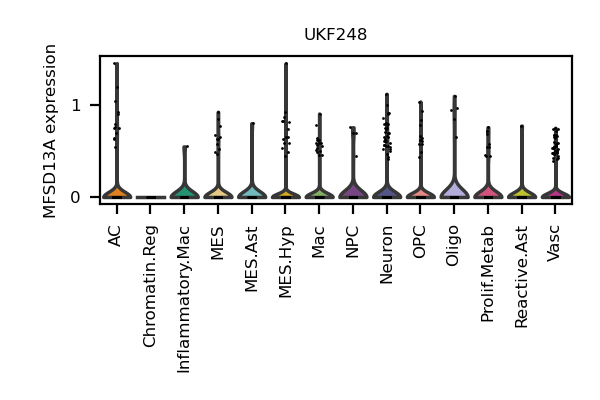 UKF248
MFSD13A expression
1
0
AC
Chromatin.Reg
Inflammatory.Mac
MES
MES.Ast
MES.Hyp
Mac
NPC
Neuron
OPC
Oligo
Prolif.Metab
Reactive.Ast
Vasc